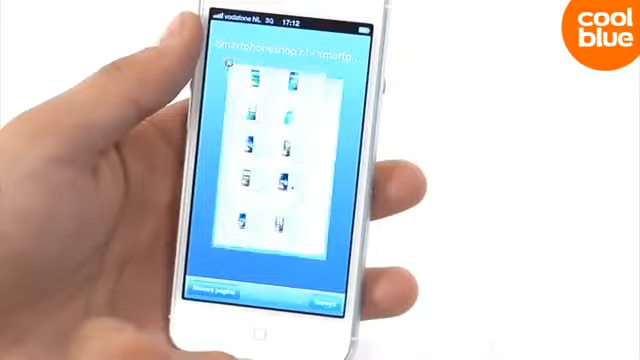 vodafone NL 3G 17:12
Smartphoneshop.nl - smartp...
Nieuwe pagina
Gereed
cool
blue